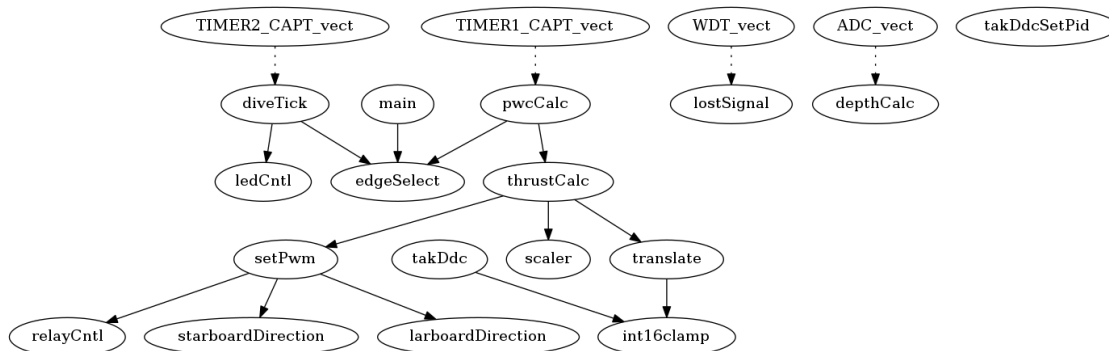 TIMER2_CAPT_vect
TIMER1_CAPT_vect
WDT_vect
ADC_vect
takDdcSetPid
diveTick
main
pwcCalc
lostSignal
depthCalc
ledCntl
edgeSelect
thrustCalc
setPwm
takDdc
scaler
translate
relayCntl
starboardDirection
larboardDirection
int16clamp